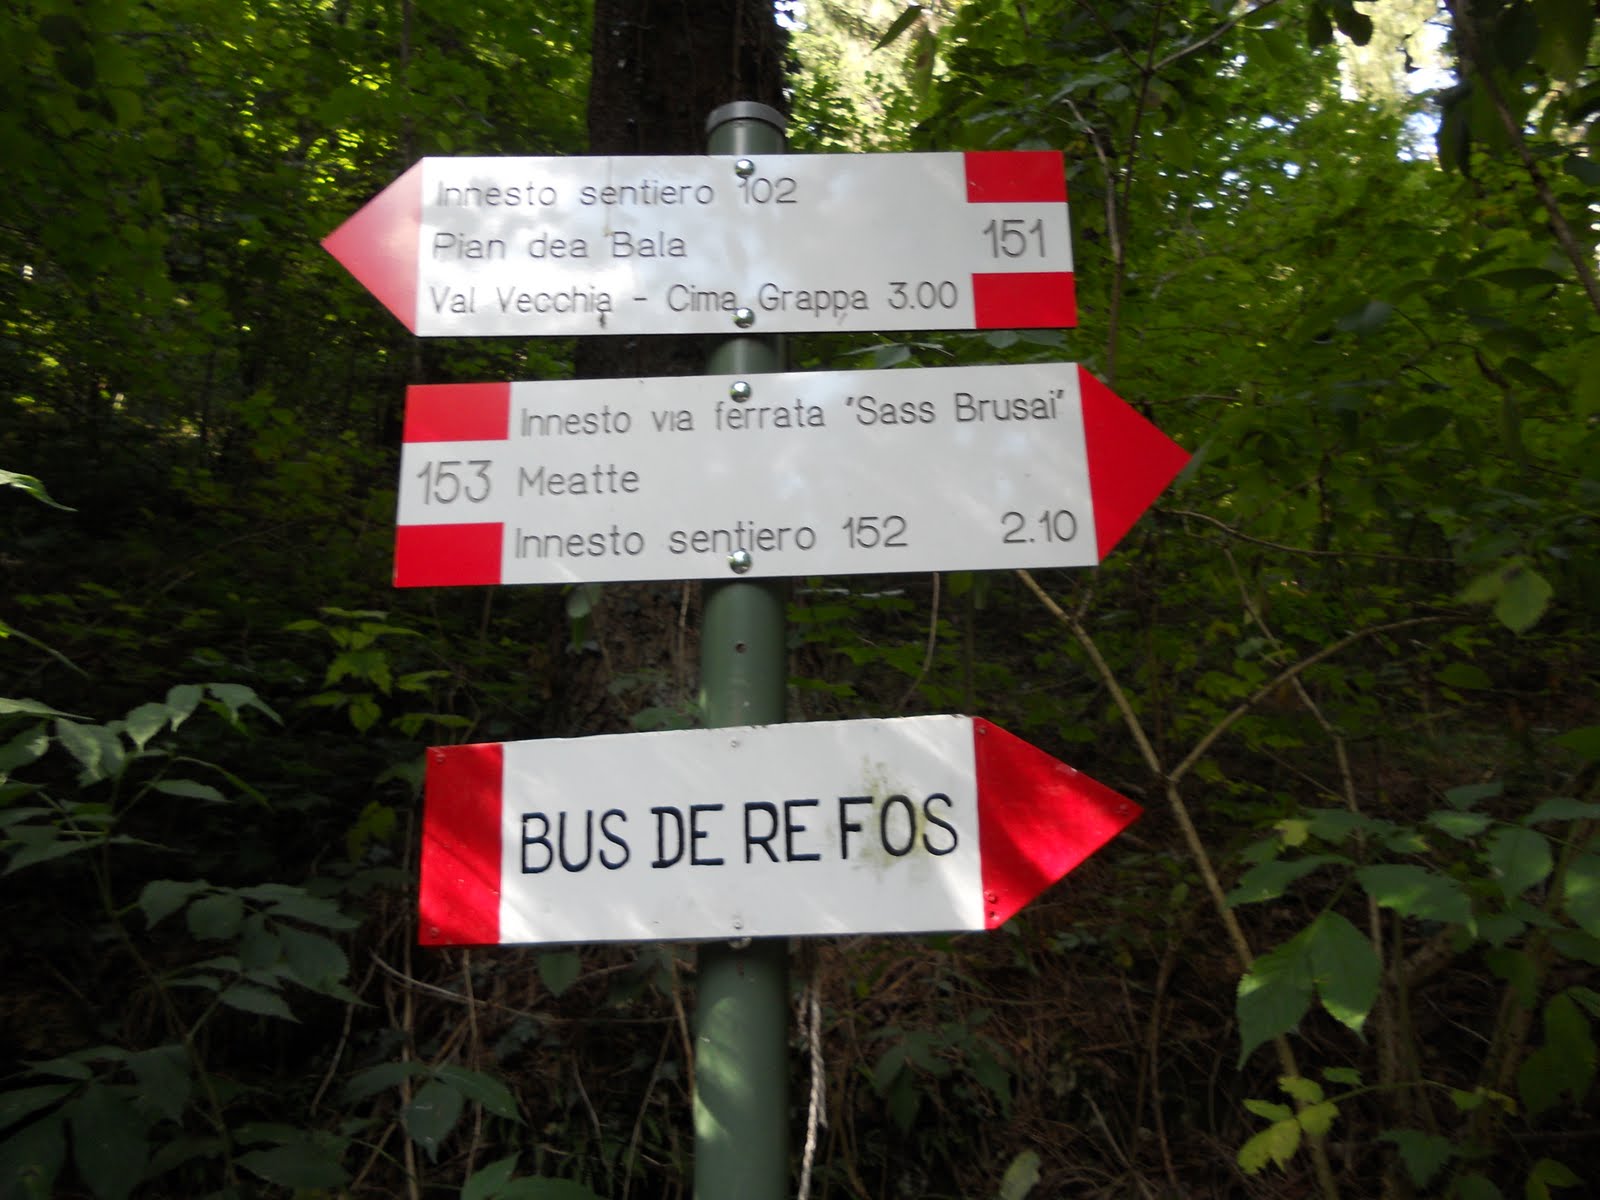 Innesto sentiero 102
Pian dea Bala
Val Vecchia - Cima Grappa 3.00
151
Innesto via ferrata "Sass Brusai"
153 Meatte
Innesto sentiero 152 2.10
BUS DE RE FOS